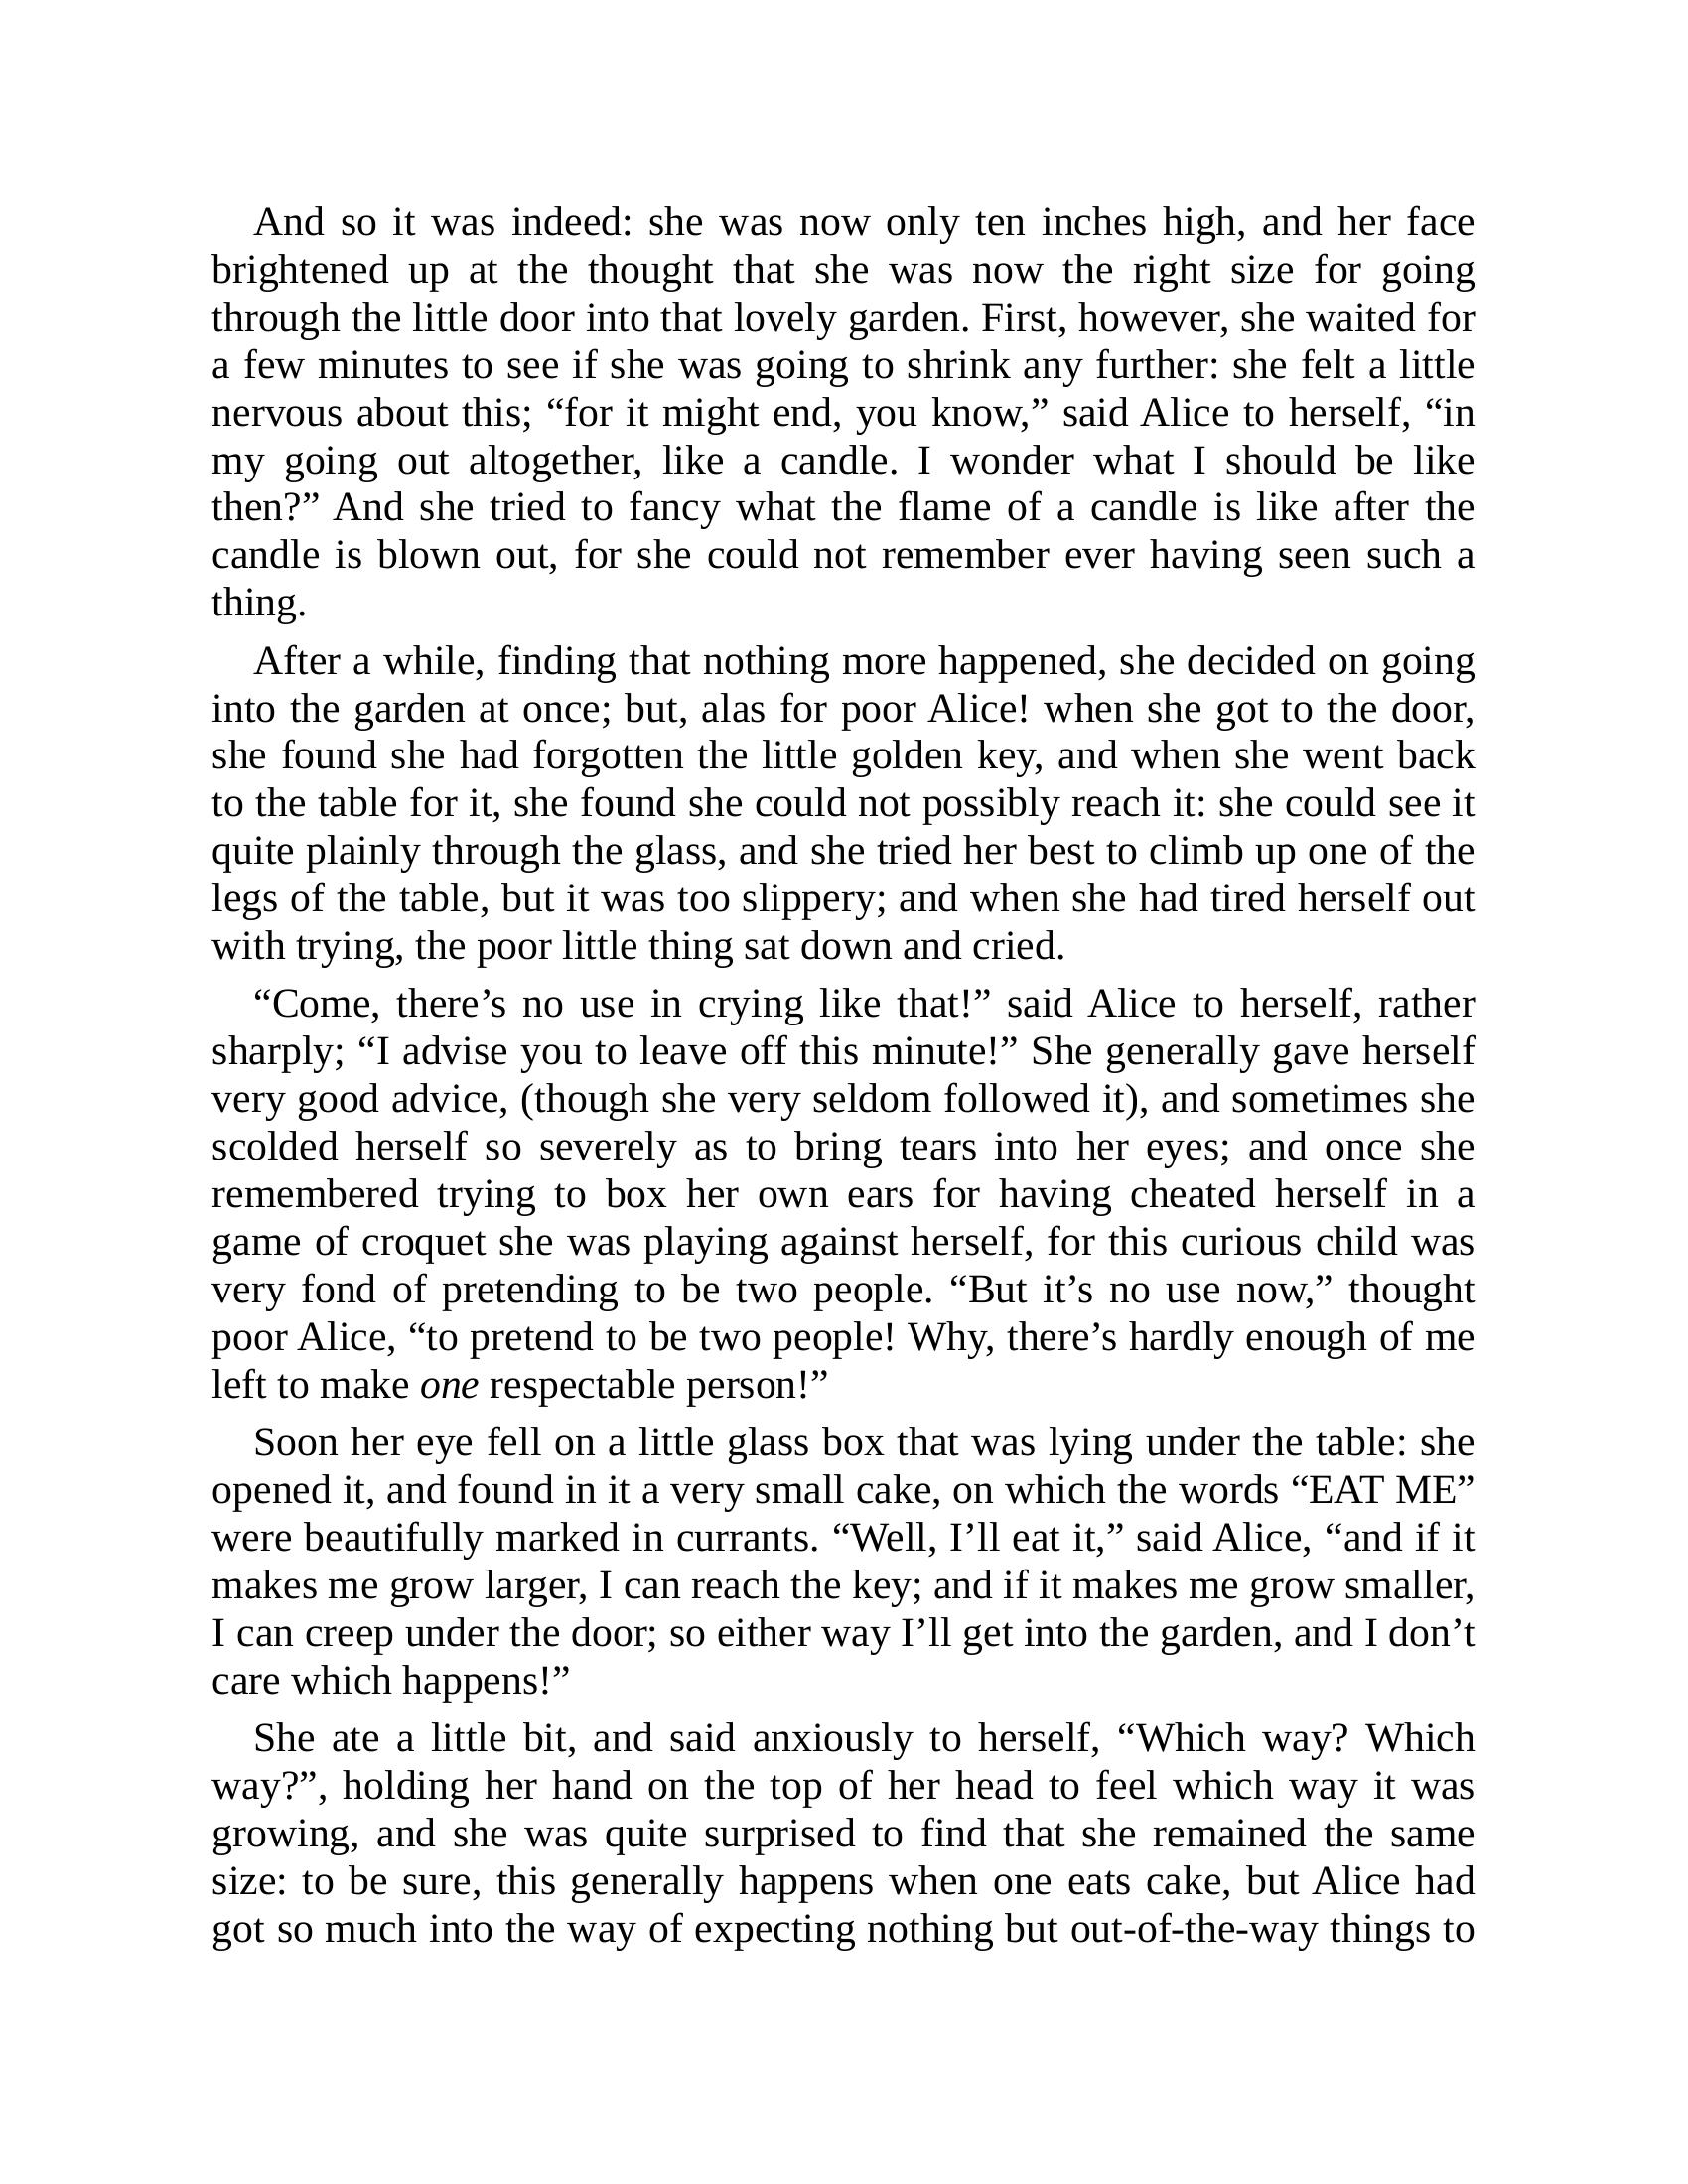 And so it was indeed: she was now only ten inches high, and her face
brightened up at the thought that she was now the right size for going
through the little door into that lovely garden. First, however, she waited for
a few minutes to see if she was going to shrink any further: she felt a little
nervous about this; “for it might end, you know,” said Alice to herself, “in
my going out altogether, like a candle. I wonder what I should be like
then?” And she tried to fancy what the flame of a candle is like after the
candle is blown out, for she could not remember ever having seen such a
thing.
After a while, finding that nothing more happened, she decided on going
into the garden at once; but, alas for poor Alice! when she got to the door,
she found she had forgotten the little golden key, and when she went back
to the table for it, she found she could not possibly reach it: she could see it
quite plainly through the glass, and she tried her best to climb up one of the
legs of the table, but it was too slippery; and when she had tired herself out
with trying, the poor little thing sat down and cried.
“Come, there’s no use in crying like that!” said Alice to herself, rather
sharply; “I advise you to leave off this minute!” She generally gave herself
very good advice, (though she very seldom followed it), and sometimes she
scolded herself so severely as to bring tears into her eyes; and once she
remembered trying to box her own ears for having cheated herself in a
game of croquet she was playing against herself, for this curious child was
very fond of pretending to be two people. “But it’s no use now,” thought
poor Alice, “to pretend to be two people! Why, there’s hardly enough of me
left to make one respectable person!”
Soon her eye fell on a little glass box that was lying under the table: she
opened it, and found in it a very small cake, on which the words “EAT ME”
were beautifully marked in currants. “Well, I’ll eat it,” said Alice, “and if it
makes me grow larger, I can reach the key; and if it makes me grow smaller,
I can creep under the door; so either way I’ll get into the garden, and I don’t
care which happens!”
She ate a little bit, and said anxiously to herself, “Which way? Which
way?”, holding her hand on the top of her head to feel which way it was
growing, and she was quite surprised to find that she remained the same
size: to be sure, this generally happens when one eats cake, but Alice had
got so much into the way of expecting nothing but out-of-the-way things to